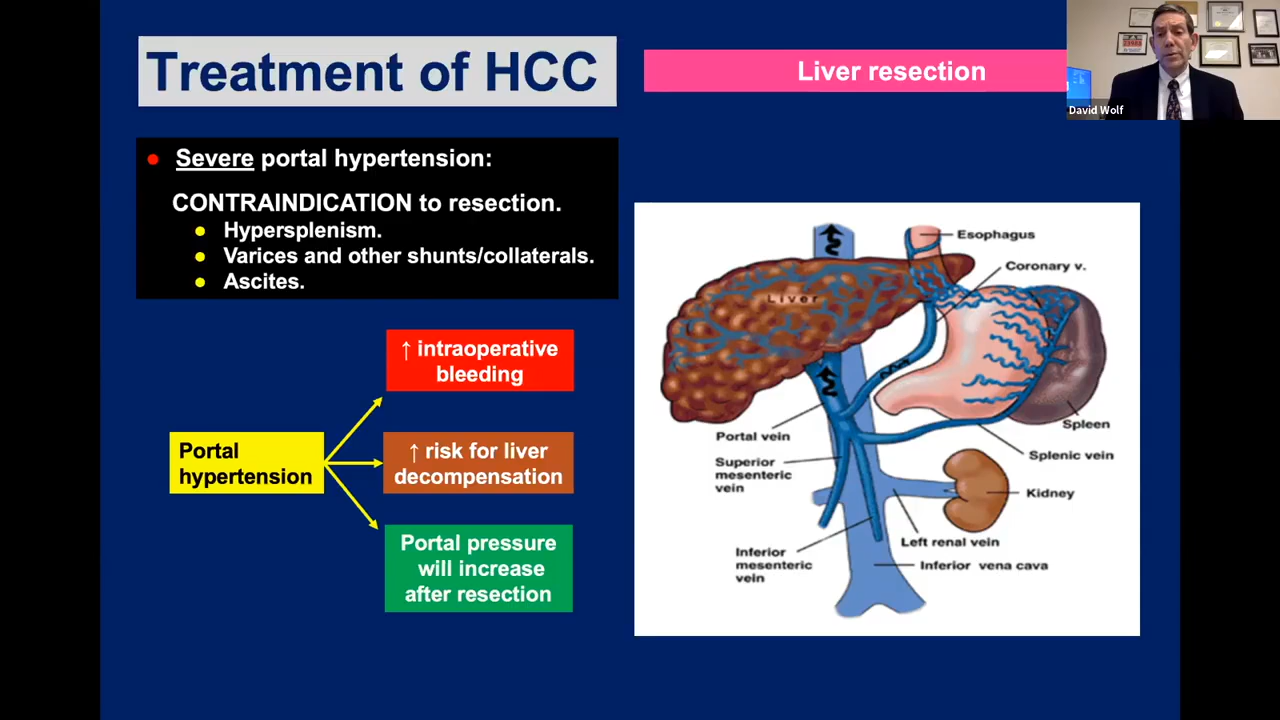 Treatment of HCC
Liver resection
David Wolf
Severe portal hypertension:
CONTRAINDICATION to resection.
Hypersplenism.
Varices and other shunts/collaterals.
Ascites.
↑ intraoperative
bleeding
Portal
hypertension
↑ risk for liver
decompensation
Portal pressure
will increase
after resection
Esophagus
Coronary v.
Liver
Portal vein
Spleen
Superior
mesenteric
vein
Splenic vein
Kidney
Left renal vein
Inferior
mesenteric
vein
Inferior vena cava